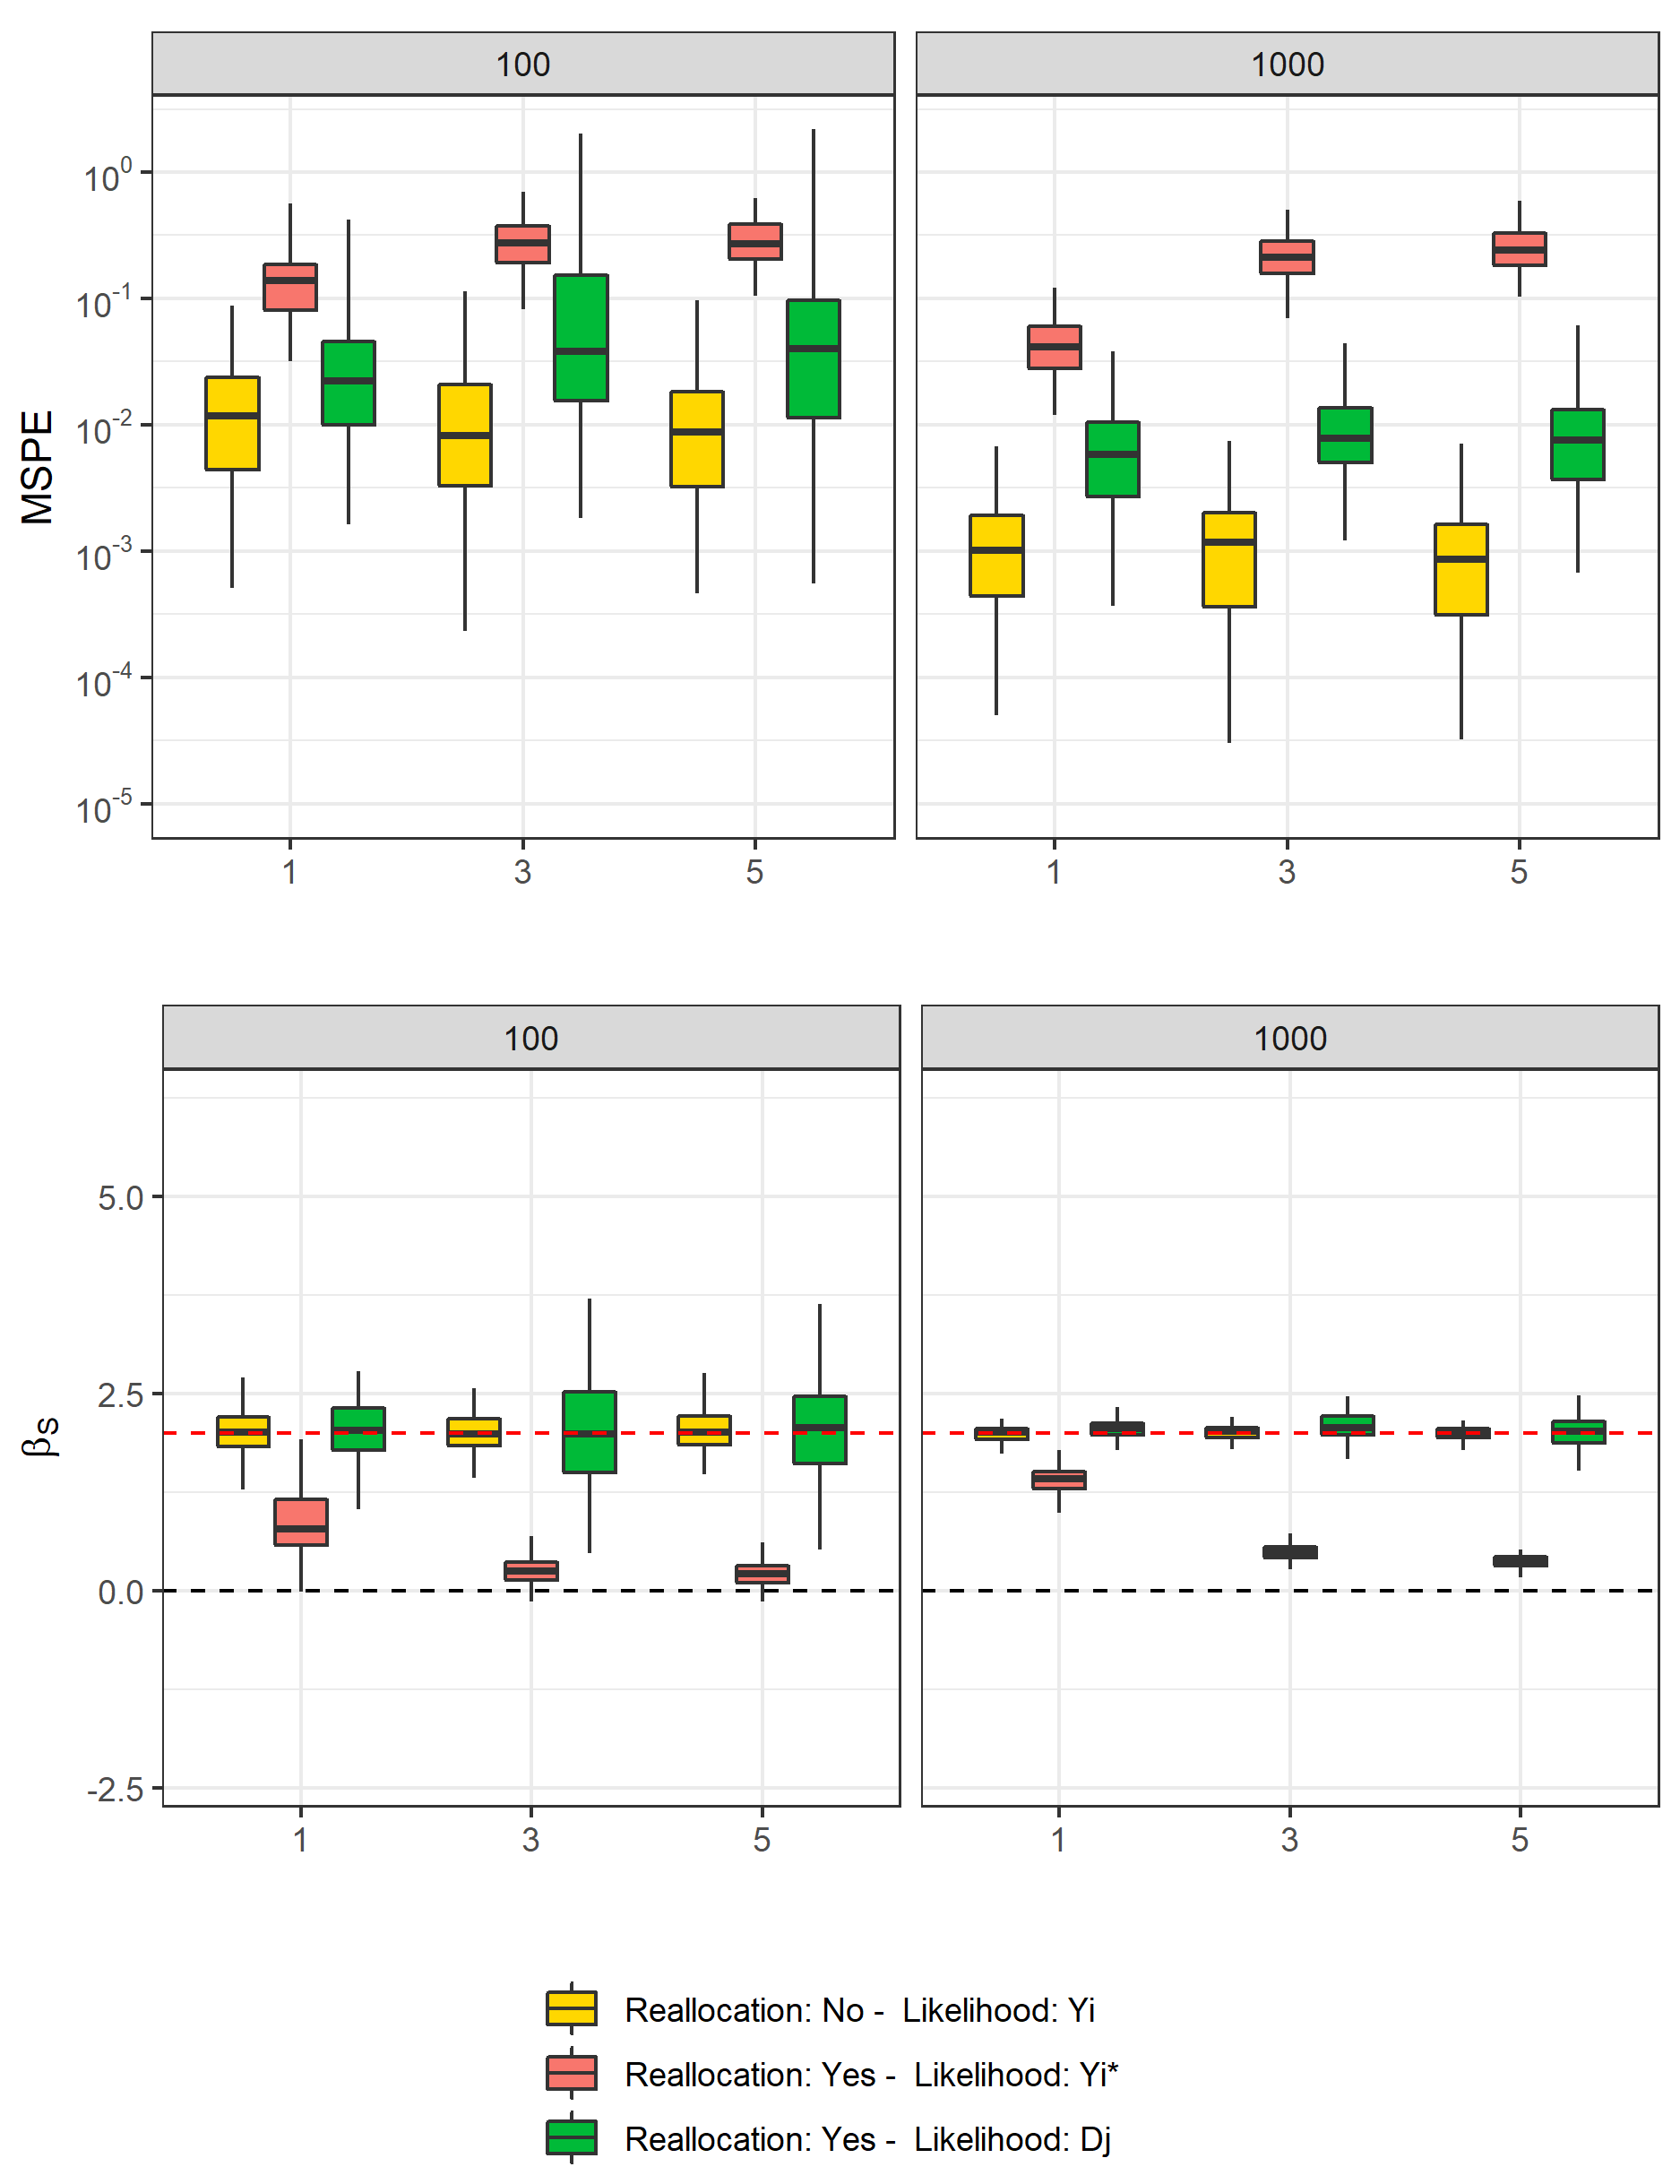 100 1000
MSPE
10^0
10^-1
10^-2
10^-3
10^-4
10^-5
1 3 5 1 3 5
100 1000
βs
5.0
2.5
0.0
-2.5
1 3 5 1 3 5
Reallocation: No - Likelihood: Yi
Reallocation: Yes - Likelihood: Yi*
Reallocation: Yes - Likelihood: Dj